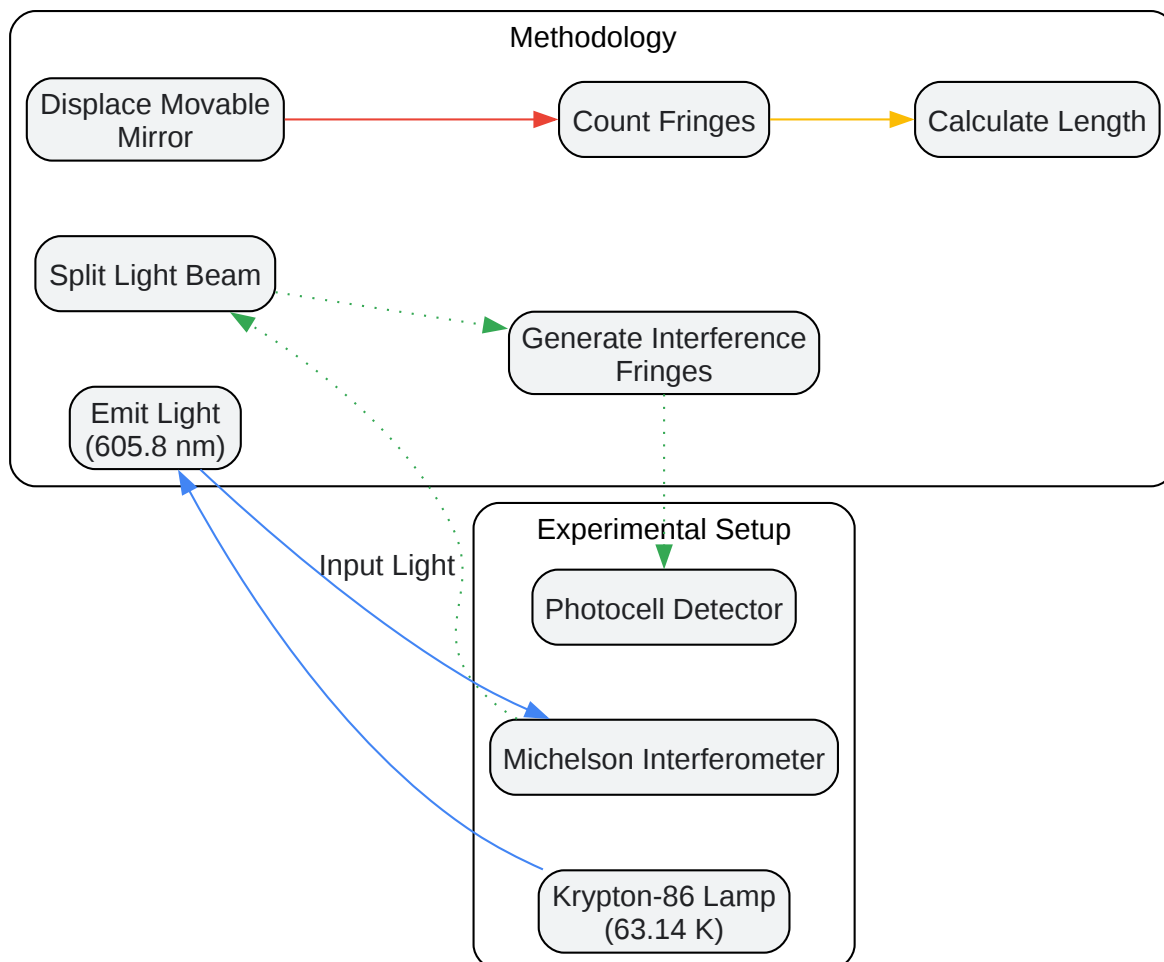 Methodology
Displace Movable
Mirror
Count Fringes
Calculate Length
Split Light Beam
Generate Interference
Fringes
Emit Light
(605.8 nm)
Experimental Setup
Input Light
Photocell Detector
Michelson Interferometer
Krypton-86 Lamp
(63.14 K)